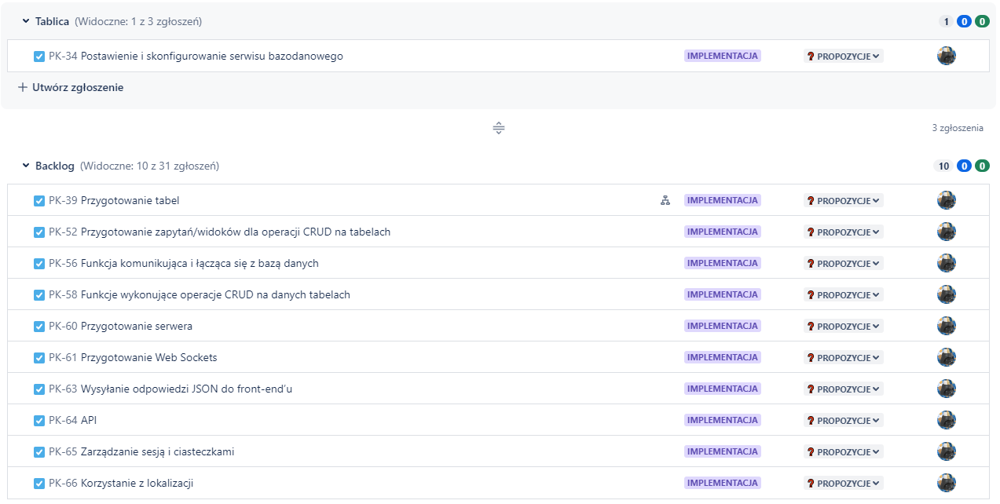 Tablica (Widoczne: 1 z 3 zgłoszeń) 1 0 0
PK-34 Postawienie i skonfigurowanie serwisu bazodanowego IMPLEMENTACJA ? PROPOZYCJE
+ Utwórz zgłoszenie
3 zgłoszenia
Backlog (Widoczne: 10 z 31 zgłoszeń) 10 0 0
PK-39 Przygotowanie tabel IMPLEMENTACJA ? PROPOZYCJE
PK-52 Przygotowanie zapytań/widoków dla operacji CRUD na tabelach IMPLEMENTACJA ? PROPOZYCJE
PK-56 Funkcja komunikująca i łącząca się z bazą danych IMPLEMENTACJA ? PROPOZYCJE
PK-58 Funkcje wykonujące operacje CRUD na danych tabelach IMPLEMENTACJA ? PROPOZYCJE
PK-60 Przygotowanie serwera IMPLEMENTACJA ? PROPOZYCJE
PK-61 Przygotowanie Web Sockets IMPLEMENTACJA ? PROPOZYCJE
PK-63 Wysyłanie odpowiedzi JSON do front-end'u IMPLEMENTACJA ? PROPOZYCJE
PK-64 API IMPLEMENTACJA ? PROPOZYCJE
PK-65 Zarządzanie sesją i ciasteczkami IMPLEMENTACJA ? PROPOZYCJE
PK-66 Korzystanie z lokalizacji IMPLEMENTACJA ? PROPOZYCJE